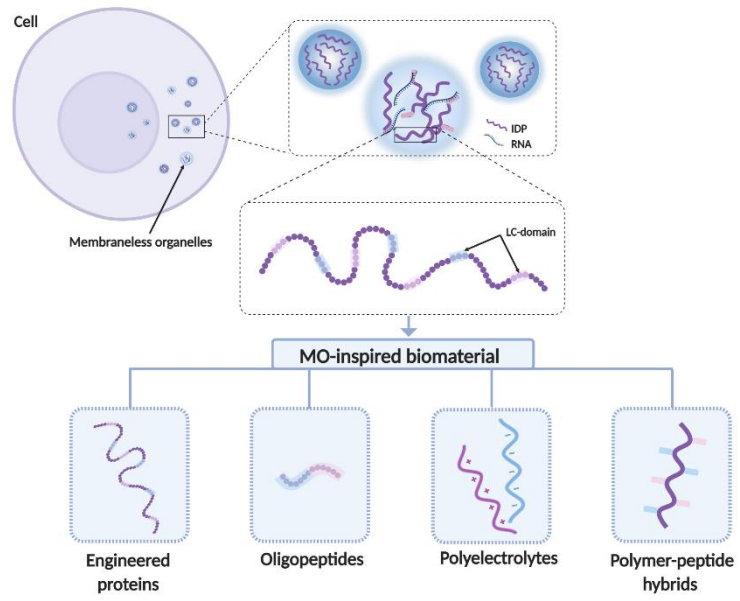 Cell
IDP
RNA
Membraneless organelles
LC-domain
MO-inspired biomaterial
Engineered
proteins
Oligopeptides
Polyelectrolytes
Polymer-peptide
hybrids